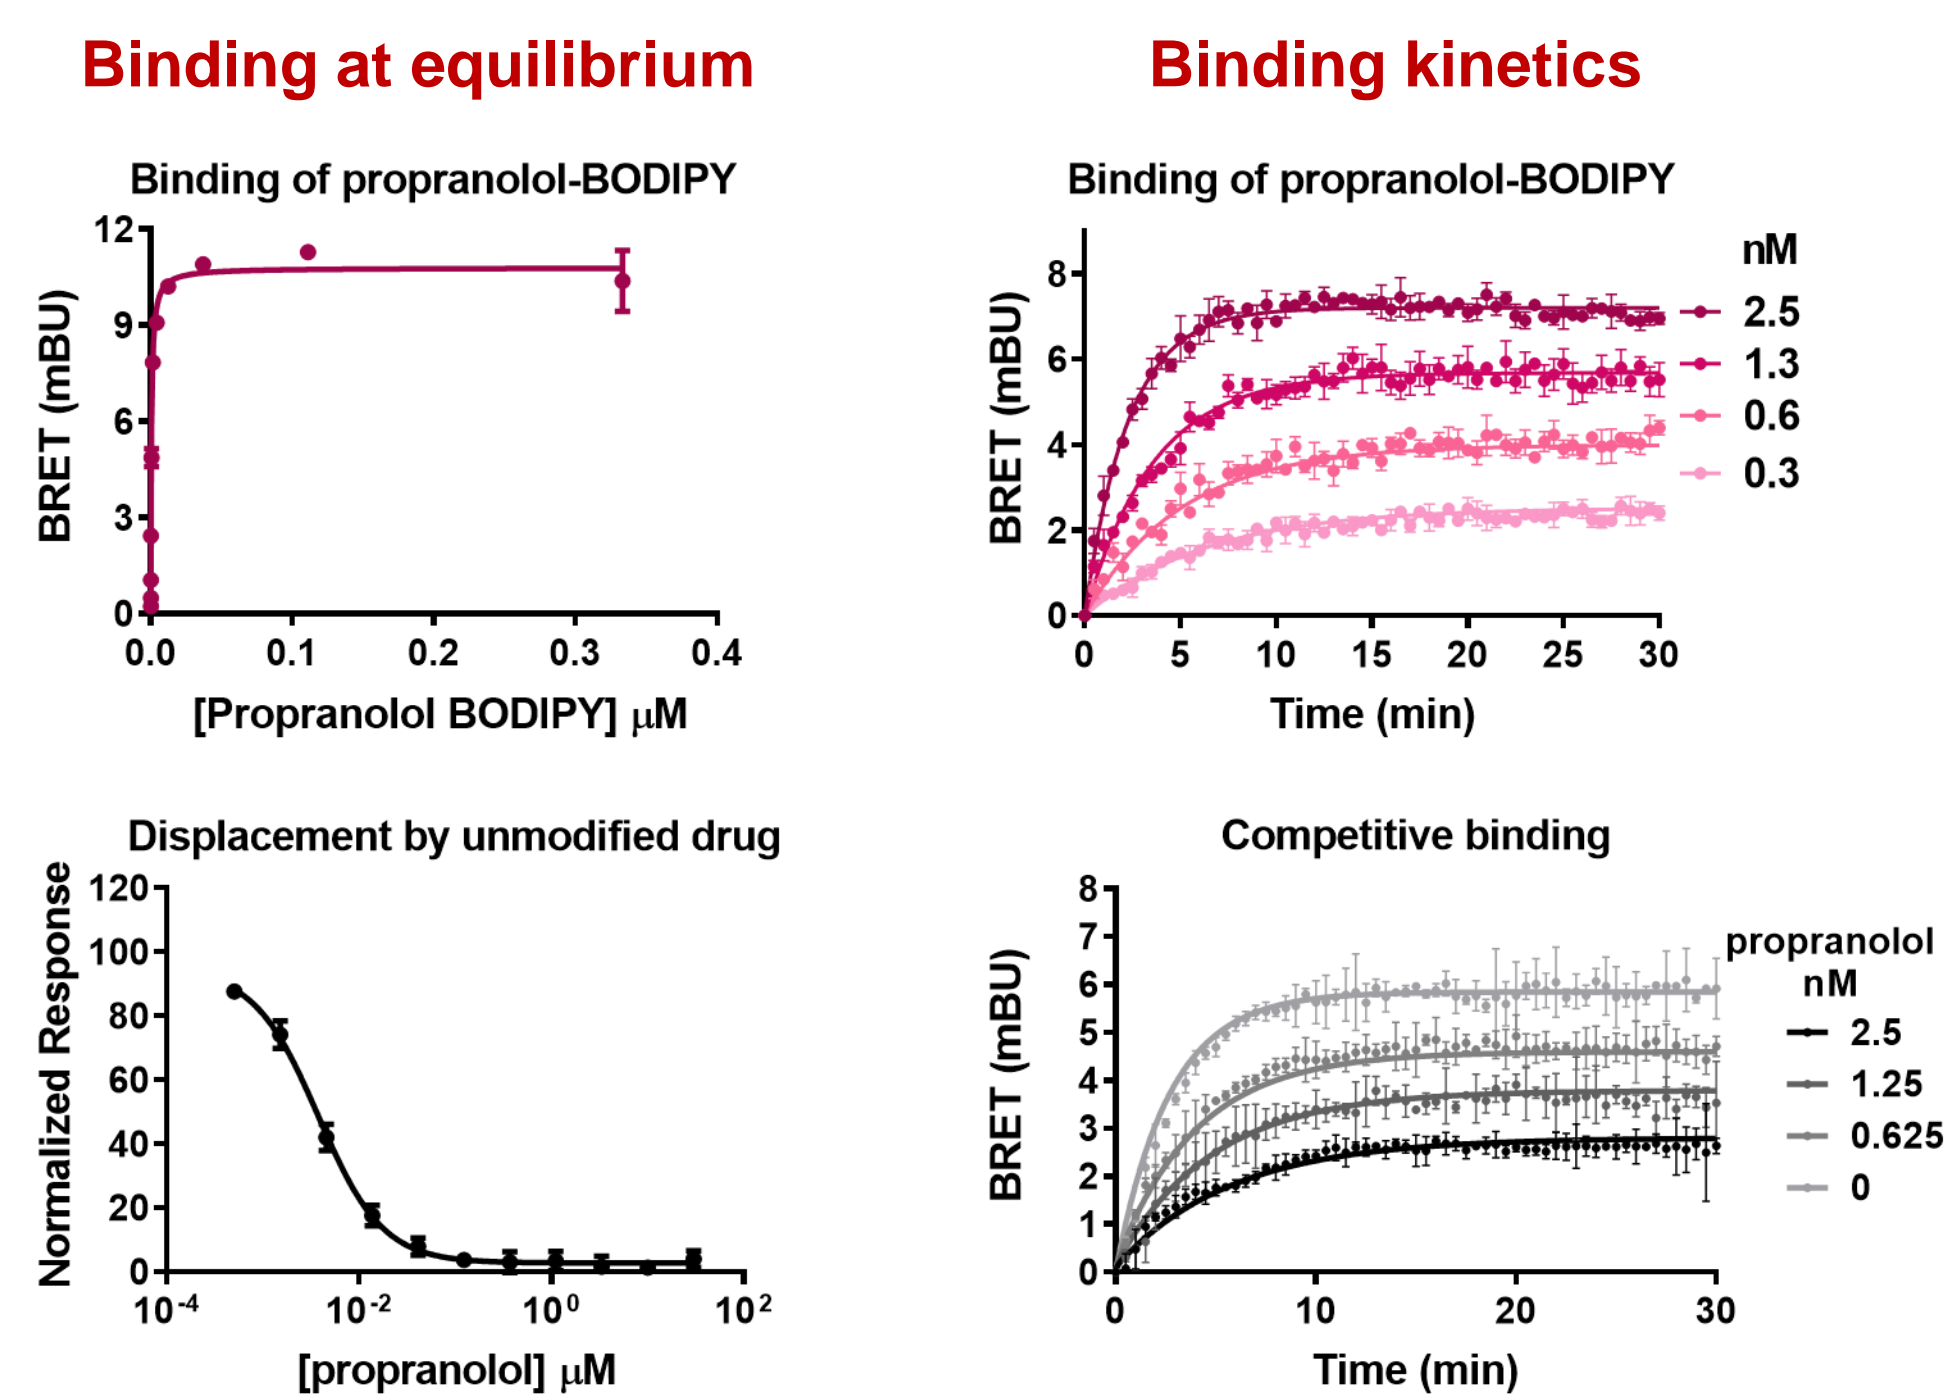 Binding at equilibrium
Binding kinetics
Binding of propranolol-BODIPY
BRET (mBU)
12
9
6
3
0
0.0 0.1 0.2 0.3 0.4
[Propranolol BODIPY] μM
Binding of propranolol-BODIPY
BRET (mBU)
8
6
4
2
0
0 5 10 15 20 25 30
Time (min)
nM
2.5
1.3
0.6
0.3
Displacement by unmodified drug
Normalized Response
120
100
80
60
40
20
0
10⁻⁴ 10⁻² 10⁰ 10²
[propranolol] μM
Competitive binding
BRET (mBU)
8
7
6
5
4
3
2
1
0
0 10 20 30
Time (min)
propranolol
nM
2.5
1.25
0.625
0